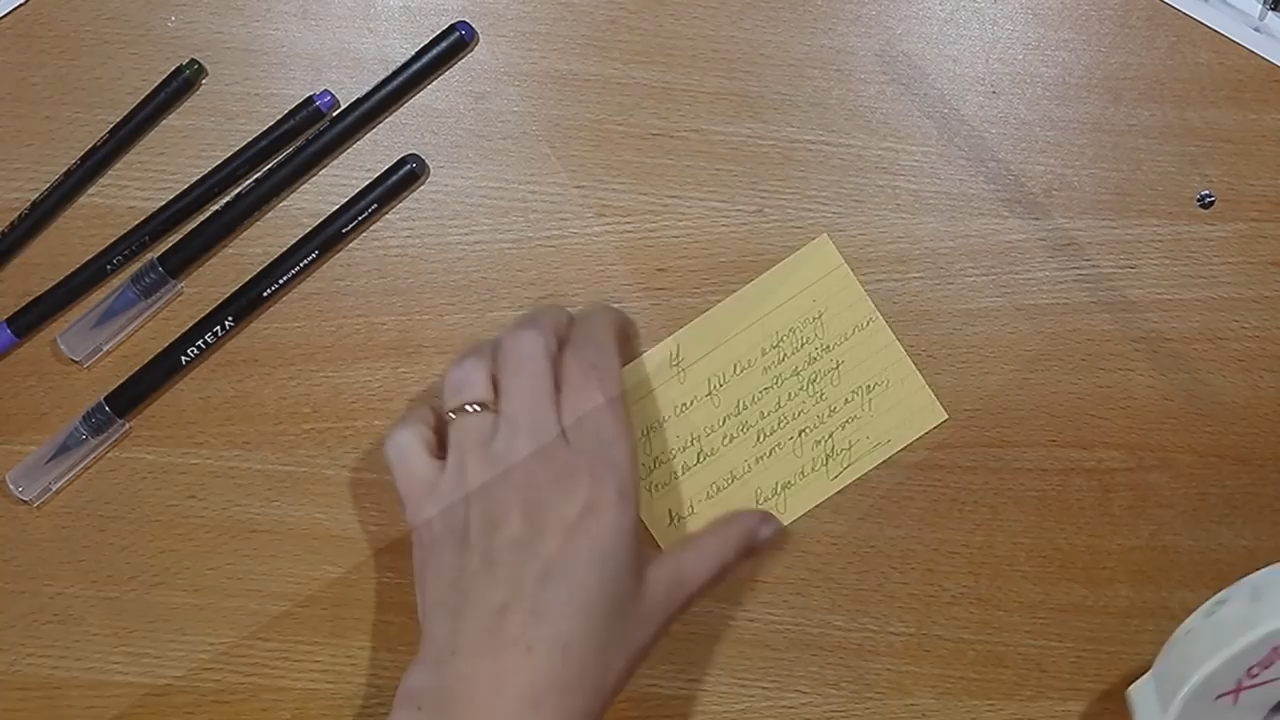 If
you can fill the unforgiving
minute
with sixty seconds worth of distance run
Yours is the Earth and everything
that's in it
And - which is more - you'll be a Man,
my son!
Rudyard Kipling
ARTEZA
REAL BRUSH PENS
ARTEZ